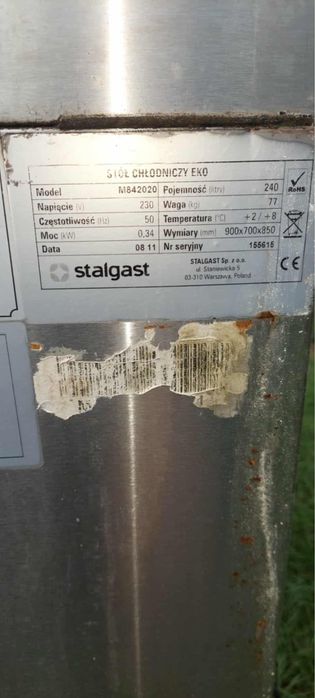 STÓŁ CHŁODNICZY EKO
Model M842020 Pojemność (litry) 240
Napięcie (V) 230 Waga (kg) 77
Częstotliwość (Hz) 50 Temperatura (°C) +2 / +8
Moc (kW) 0,34 Wymiary (mm) 900x700x850
Data 08 11 Nr seryjny 155615
RoHS
stalgast
STALGAST Sp. z o.o.
ul. Staniewicka 5
03-310 Warszawa, Poland
CE